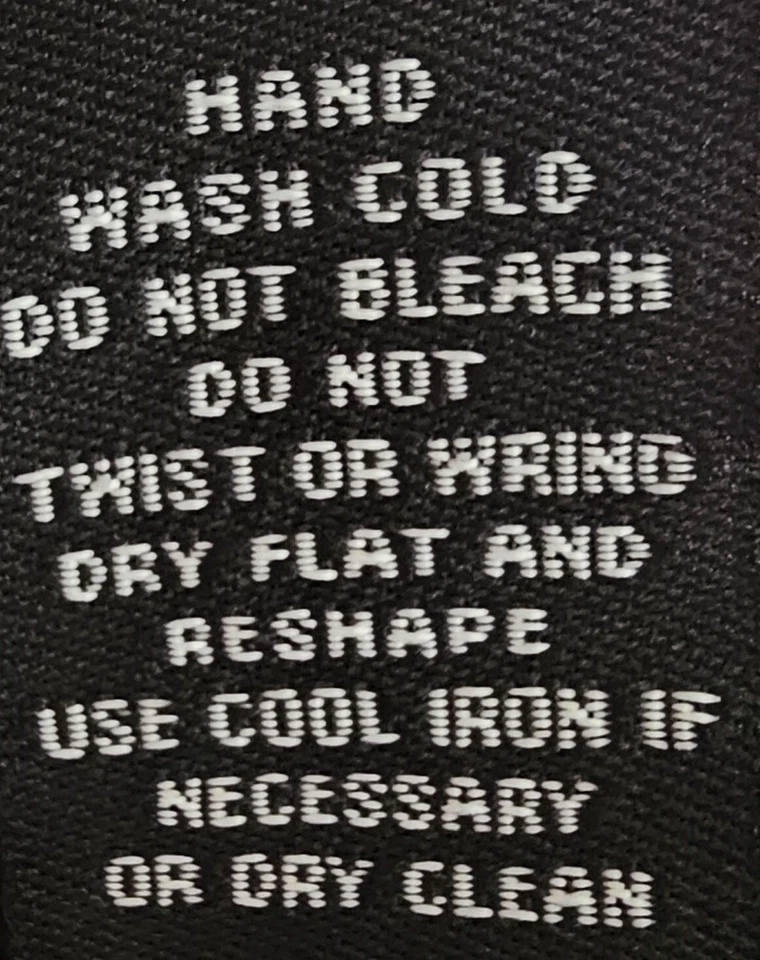 HAND
WASH COLD
DO NOT BLEACH
DO NOT
TWIST OR WRING
DRY FLAT AND
RESHAPE
USE COOL IRON IF
NECESSARY
OR DRY CLEAN